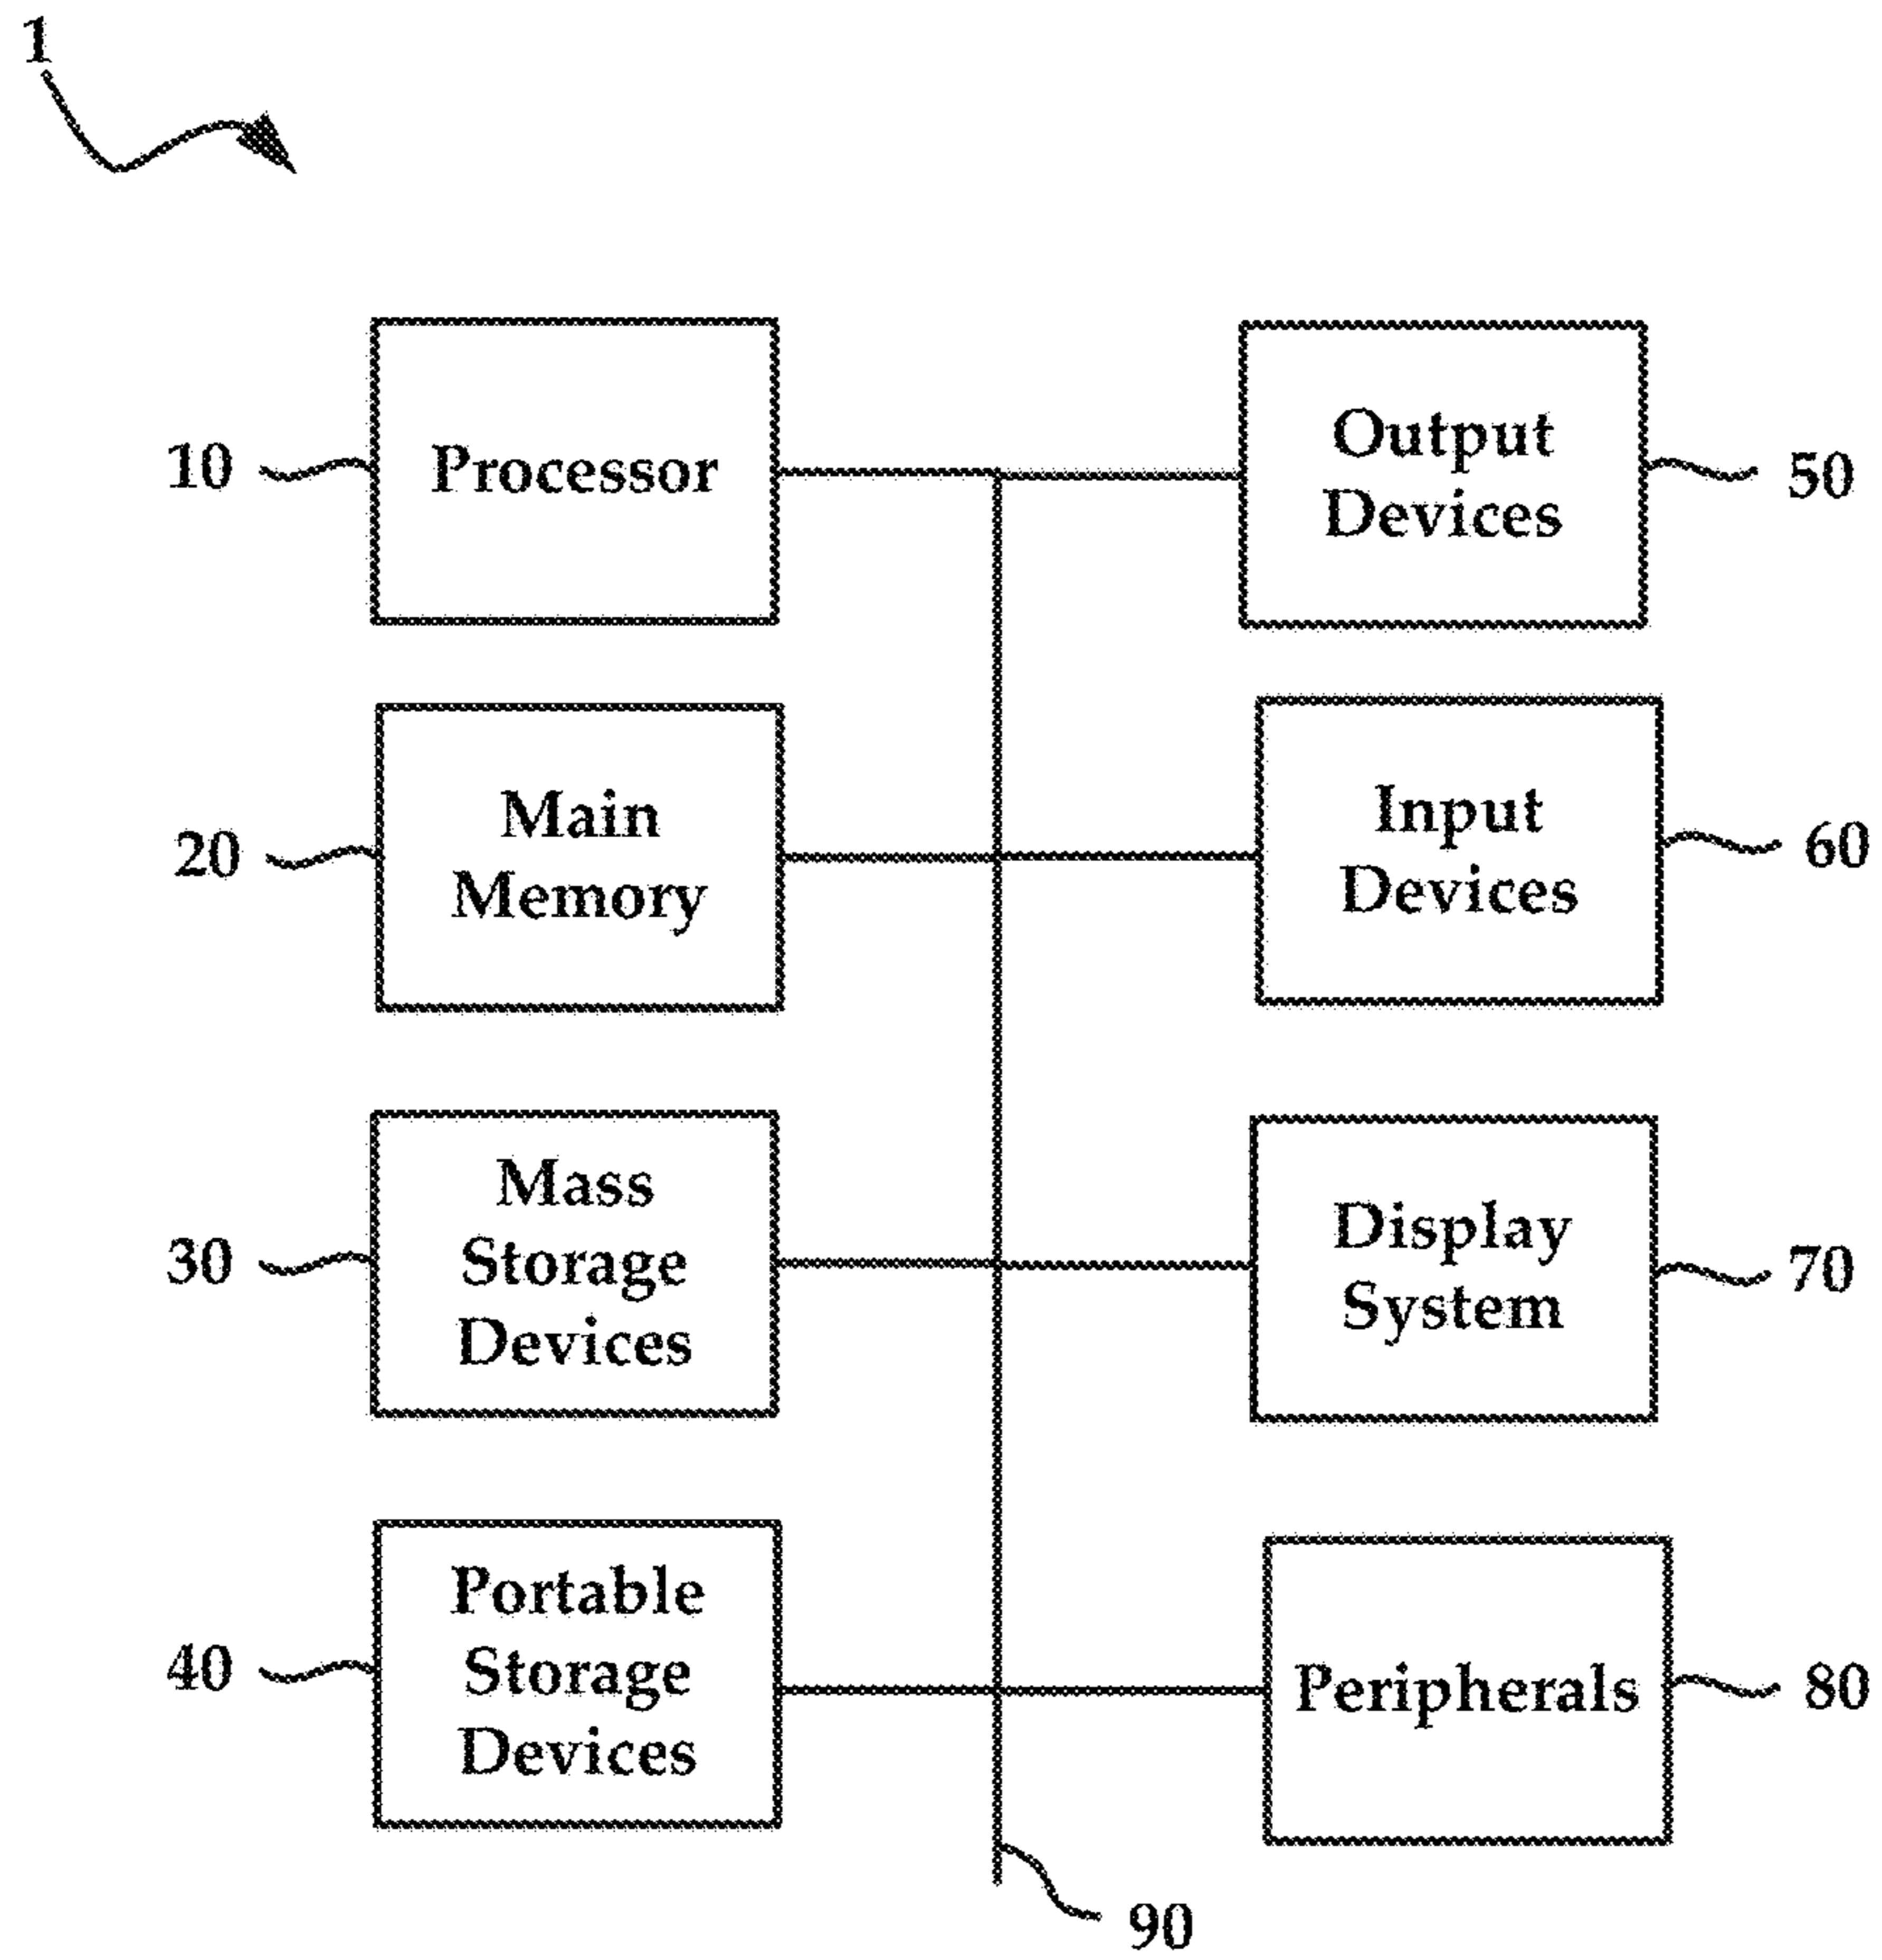 1
10
Processor
Output
Devices
50
20
Main
Memory
Input
Devices
60
30
Mass
Storage
Devices
Display
System
70
40
Portable
Storage
Devices
Peripherals
80
90